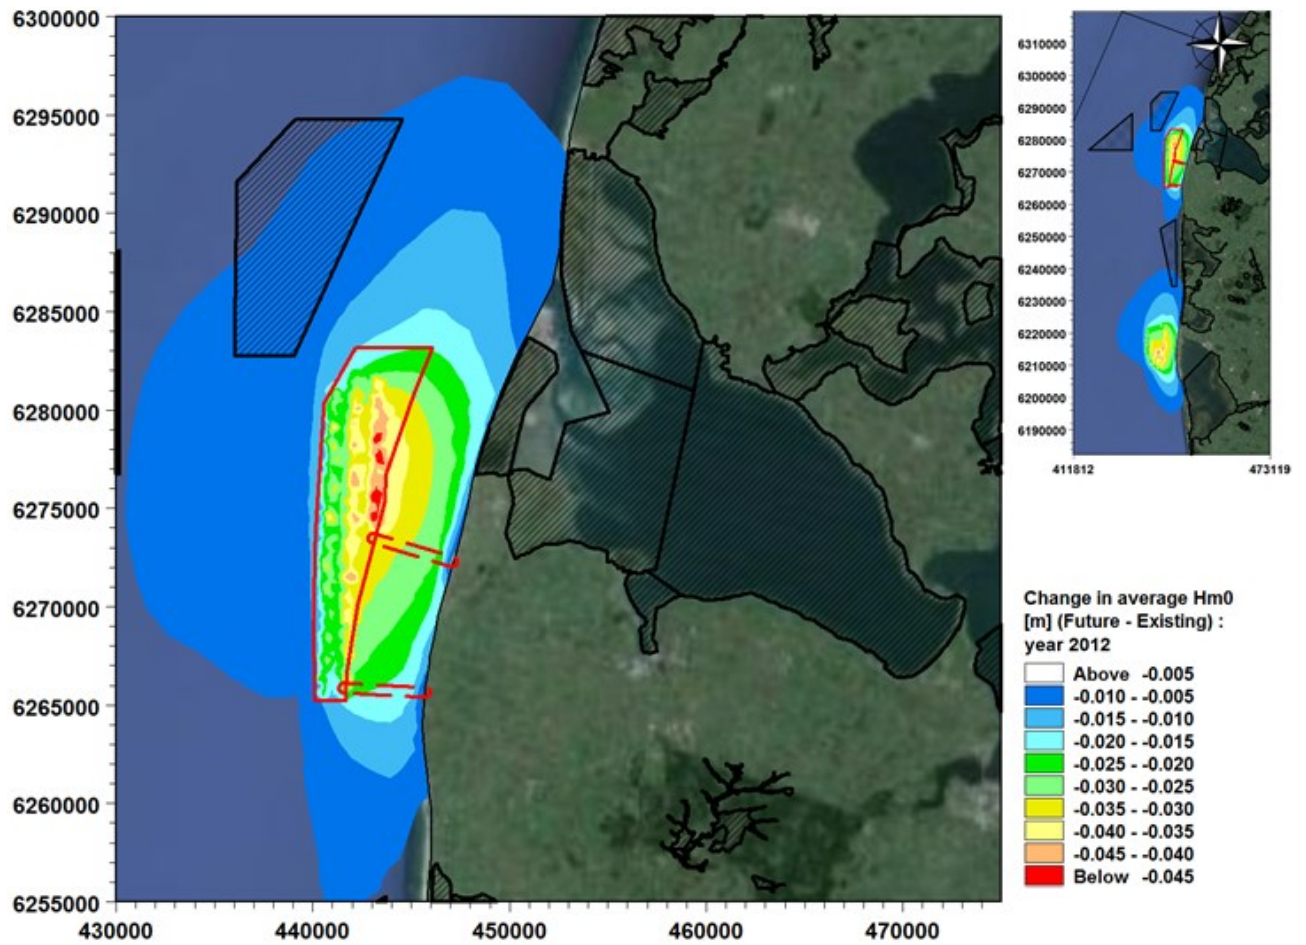 6300000
6295000
6290000
6285000
6280000
6275000
6270000
6265000
6260000
6255000
430000 440000 450000 460000 470000
6310000
6300000
6290000
6280000
6270000
6260000
6250000
6240000
6230000
6220000
6210000
6200000
6190000
411812 473119
Change in average Hm0
[m] (Future - Existing) :
year 2012
Above -0.005
-0.010 - -0.005
-0.015 - -0.010
-0.020 - -0.015
-0.025 - -0.020
-0.030 - -0.025
-0.035 - -0.030
-0.040 - -0.035
-0.045 - -0.040
Below -0.045